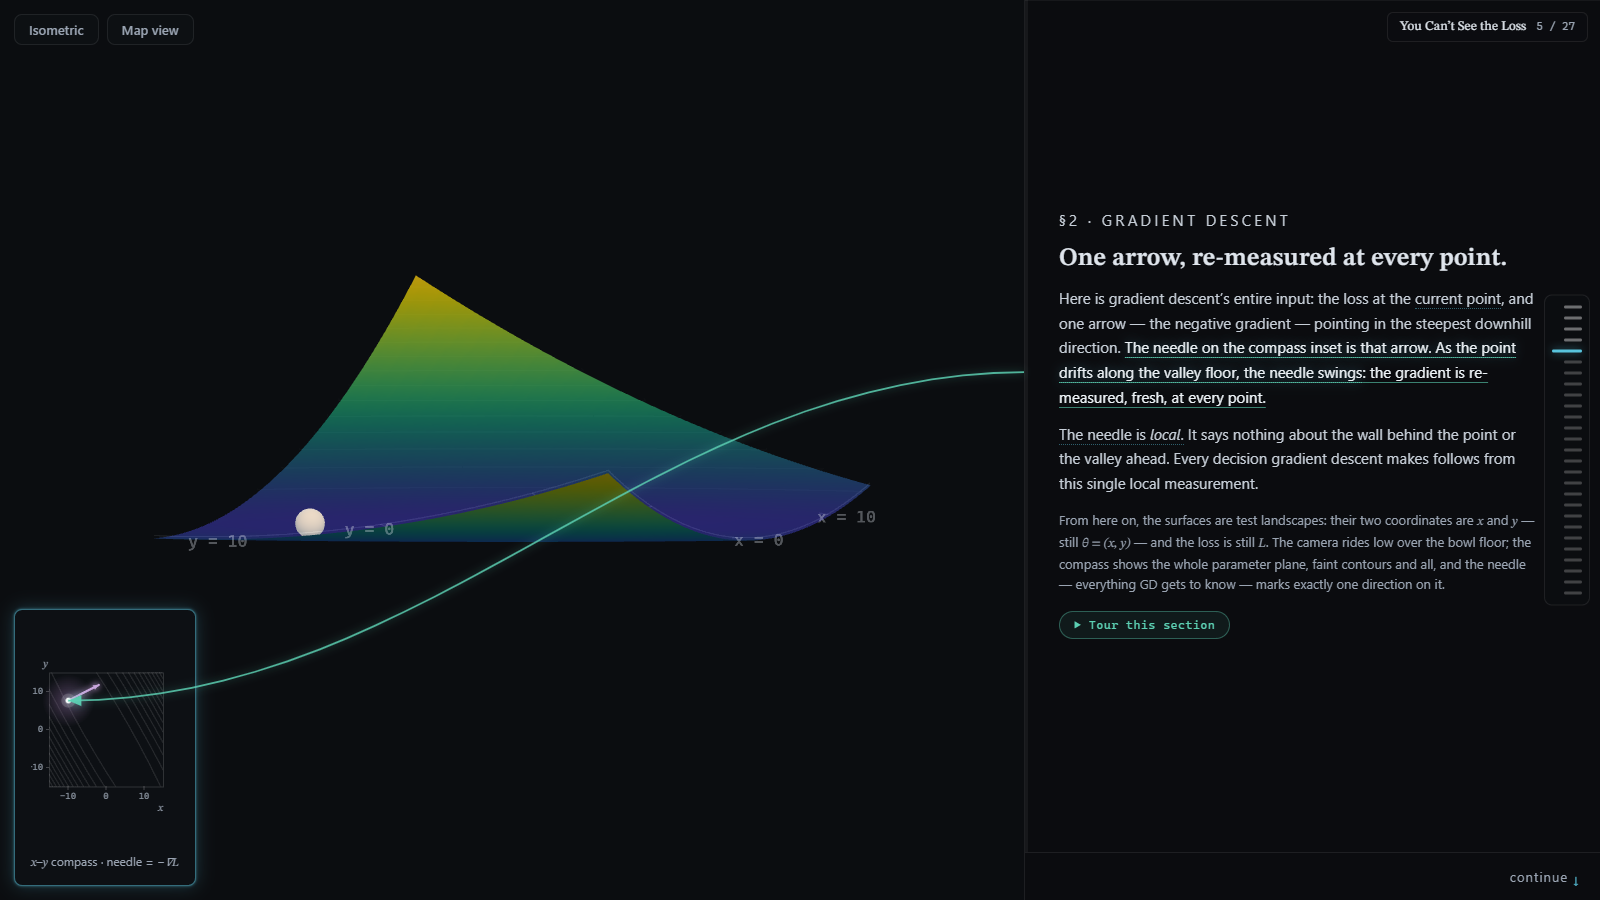 Isometric
Map view
You Can't See the Loss 5 / 27
§2 · GRADIENT DESCENT
One arrow, re-measured at every point.
Here is gradient descent's entire input: the loss at the current point, and
one arrow — the negative gradient — pointing in the steepest downhill
direction. The needle on the compass inset is that arrow. As the point
drifts along the valley floor, the needle swings: the gradient is re-
measured, fresh, at every point.
The needle is local. It says nothing about the wall behind the point or
the valley ahead. Every decision gradient descent makes follows from
this single local measurement.
From here on, the surfaces are test landscapes: their two coordinates are x and y —
still θ = (x, y) — and the loss is still L. The camera rides low over the bowl floor; the
compass shows the whole parameter plane, faint contours and all, and the needle
— everything GD gets to know — marks exactly one direction on it.
▶ Tour this section
continue ↓
y = 10
y = 0
x = 0
x = 10
y
10
0
-10
−10
0
10
x
x–y compass · needle = −∇L